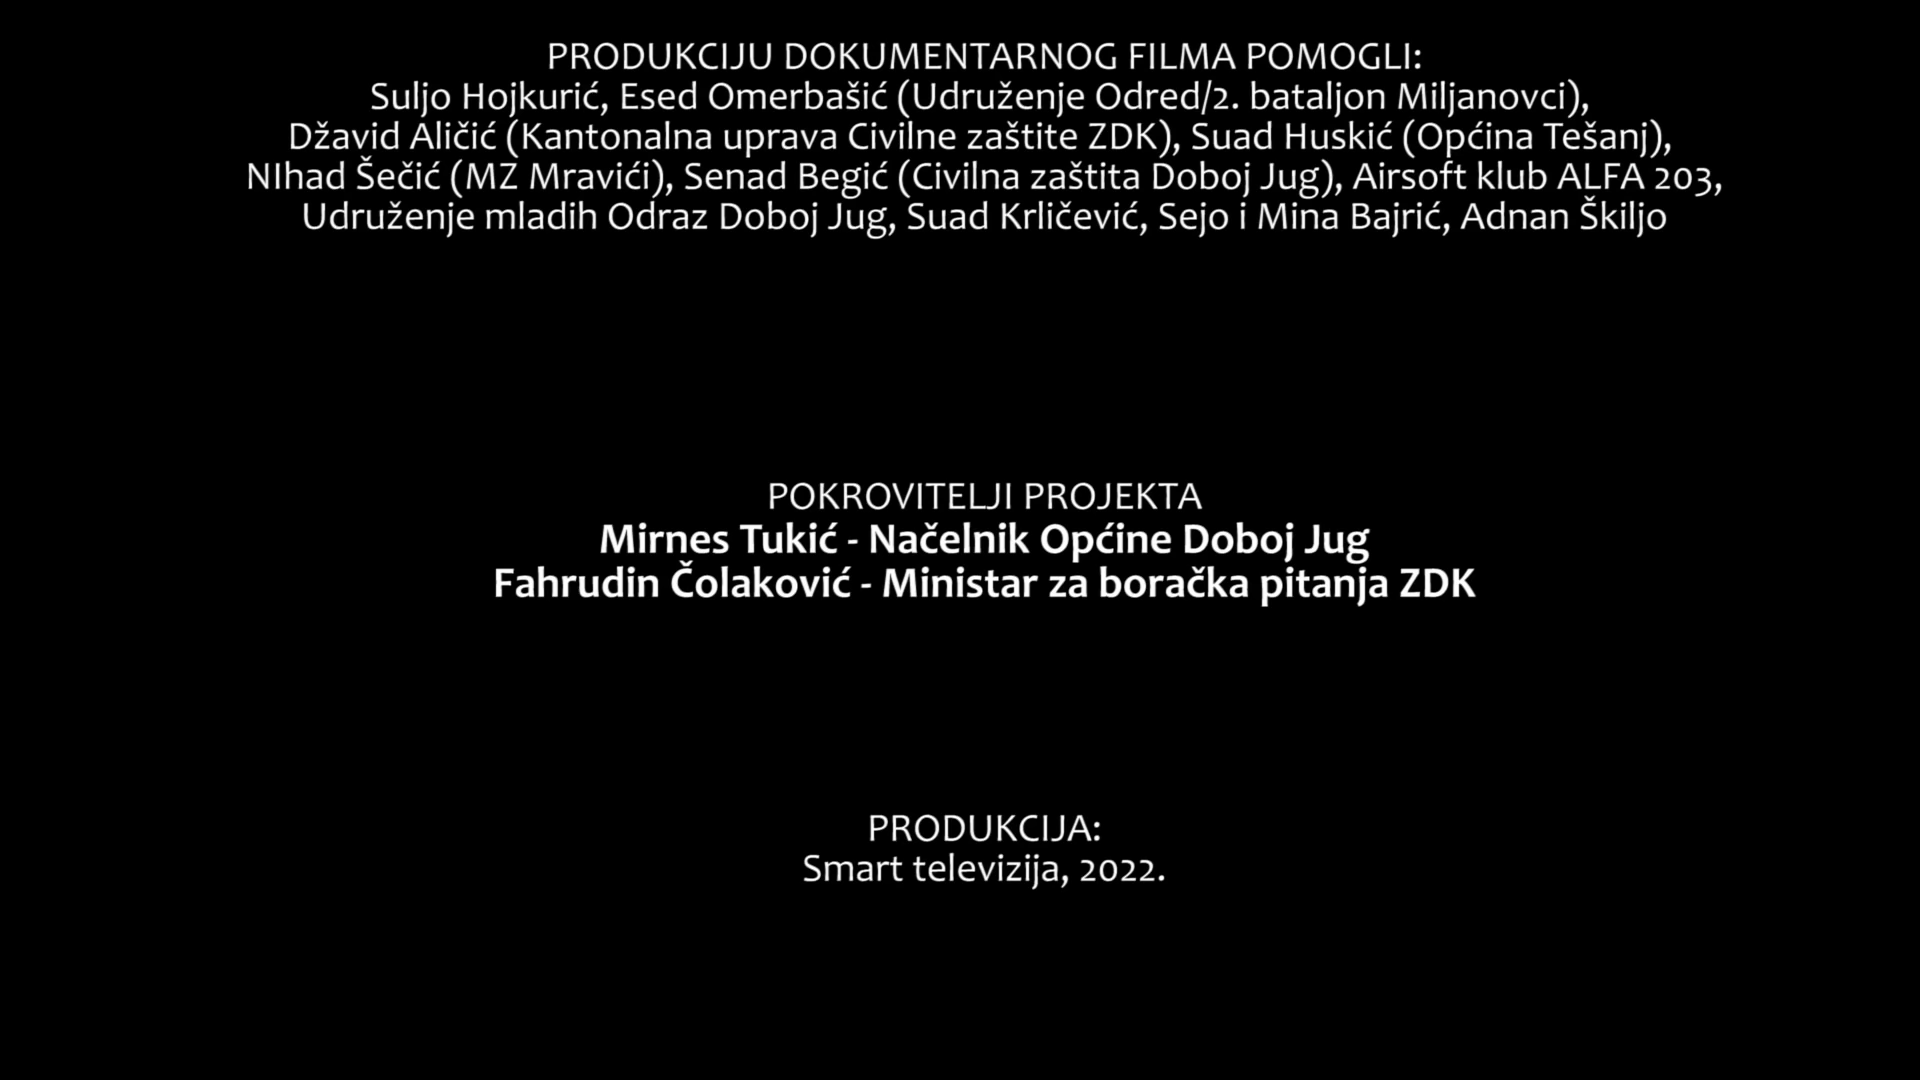 PRODUKCIJU DOKUMENTARNOG FILMA POMOGLI:
Suljo Hojkurić, Esed Omerbašić (Udruženje Odred/2. bataljon Miljanovci),
Džavid Aličić (Kantonalna uprava Civilne zaštite ZDK), Suad Huskić (Općina Tešanj),
NIhad Šečić (MZ Mravići), Senad Begić (Civilna zaštita Doboj Jug), Airsoft klub ALFA 203,
Udruženje mladih Odraz Doboj Jug, Suad Krličević, Sejo i Mina Bajrić, Adnan Škiljo
POKROVITELJI PROJEKTA
Mirnes Tukić - Načelnik Općine Doboj Jug
Fahrudin Čolaković - Ministar za boračka pitanja ZDK
PRODUKCIJA:
Smart televizija, 2022.